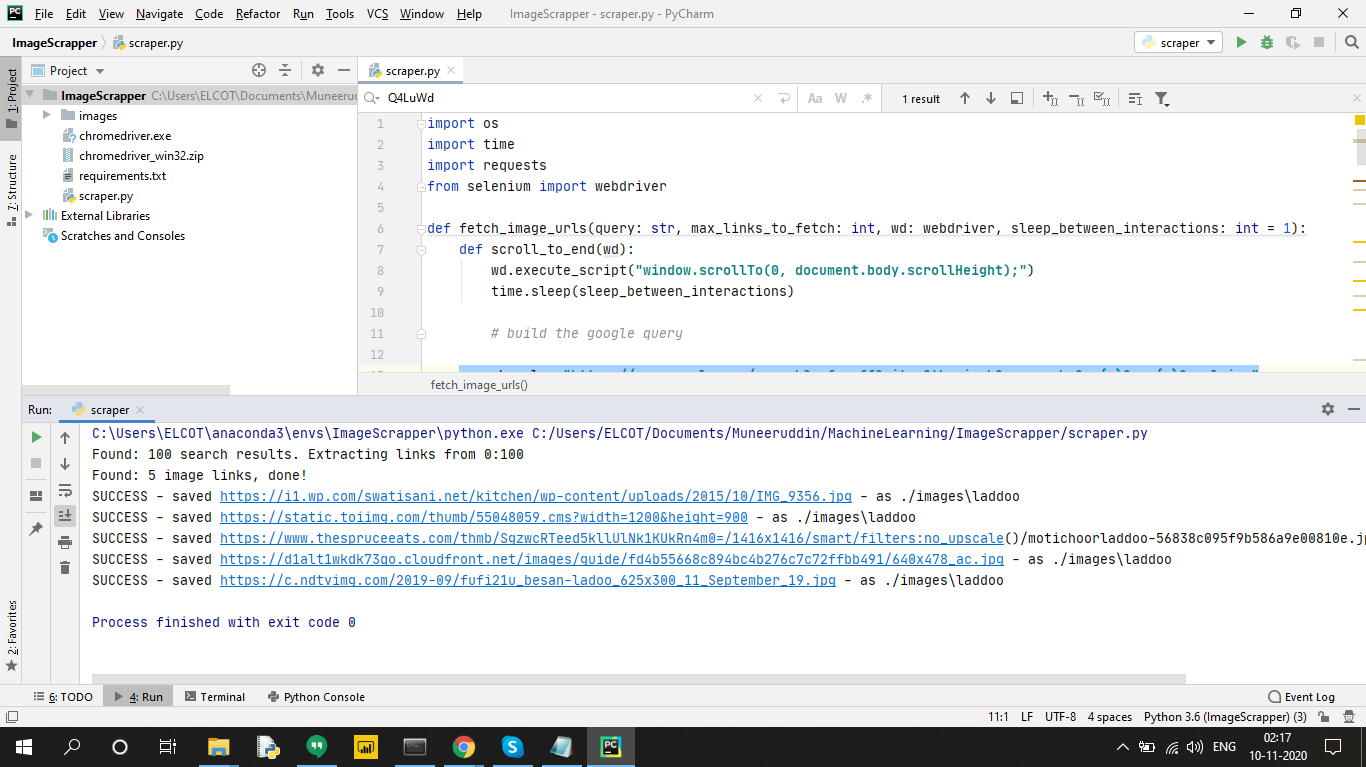 File Edit View Navigate Code Refactor Run Tools VCS Window Help ImageScrapper - scraper.py - PyCharm
ImageScrapper scraper.py scraper
1: Project
7: Structure
2: Favorites
Project
ImageScrapper C:\Users\ELCOT\Documents\Muneerud
images
chromedriver.exe
chromedriver_win32.zip
requirements.txt
scraper.py
External Libraries
Scratches and Consoles
scraper.py
Q4LuWd Aa W .* 1 result
1 import os
2 import time
3 import requests
4 from selenium import webdriver
5
6 def fetch_image_urls(query: str, max_links_to_fetch: int, wd: webdriver, sleep_between_interactions: int = 1):
7 def scroll_to_end(wd):
8 wd.execute_script("window.scrollTo(0, document.body.scrollHeight);")
9 time.sleep(sleep_between_interactions)
10
11 # build the google query
12
fetch_image_urls()
Run: scraper
C:\Users\ELCOT\anaconda3\envs\ImageScrapper\python.exe C:/Users/ELCOT/Documents/Muneeruddin/MachineLearning/ImageScrapper/scraper.py
Found: 100 search results. Extracting links from 0:100
Found: 5 image links, done!
SUCCESS - saved https://i1.wp.com/swatisani.net/kitchen/wp-content/uploads/2015/10/IMG_9356.jpg - as ./images\laddoo
SUCCESS - saved https://static.toiimg.com/thumb/55048059.cms?width=1200&height=900 - as ./images\laddoo
SUCCESS - saved https://www.thespruceeats.com/thmb/SqzwcRTeed5kllUlNk1KUkRn4m0=/1416x1416/smart/filters:no_upscale()/motichoorladdoo-56838c095f9b586a9e00810e.j
SUCCESS - saved https://d1alt1wkdk73qo.cloudfront.net/images/guide/fd4b55668c894bc4b276c7c72ffbb491/640x478_ac.jpg - as ./images\laddoo
SUCCESS - saved https://c.ndtvimg.com/2019-09/fufi21u_besan-ladoo_625x300_11_September_19.jpg - as ./images\laddoo
Process finished with exit code 0
6: TODO 4: Run Terminal Python Console Event Log
11:1 LF UTF-8 4 spaces Python 3.6 (ImageScrapper) (3)
ENG 02:17
10-11-2020